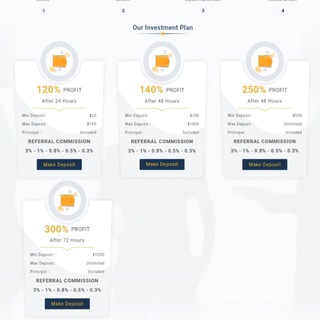 1 2 3 4
Our Investment Plan
120% PROFIT
After 24 Hours
Min Deposit : $20
Max Deposit : $100
Principal : Included
REFERRAL COMMISSION
3% - 1% - 0.8% - 0.5% - 0.3%
Make Deposit
140% PROFIT
After 48 Hours
Min Deposit : $100
Max Deposit : $1000
Principal : Included
REFERRAL COMMISSION
3% - 1% - 0.8% - 0.5% - 0.3%
Make Deposit
250% PROFIT
After 48 Hours
Min Deposit : $500
Max Deposit : Unlimited
Principal : Included
REFERRAL COMMISSION
3% - 1% - 0.8% - 0.5% - 0.3%
Make Deposit
300% PROFIT
After 72 Hours
Min Deposit : $1000
Max Deposit : Unlimited
Principal : Included
REFERRAL COMMISSION
3% - 1% - 0.8% - 0.5% - 0.3%
Make Deposit